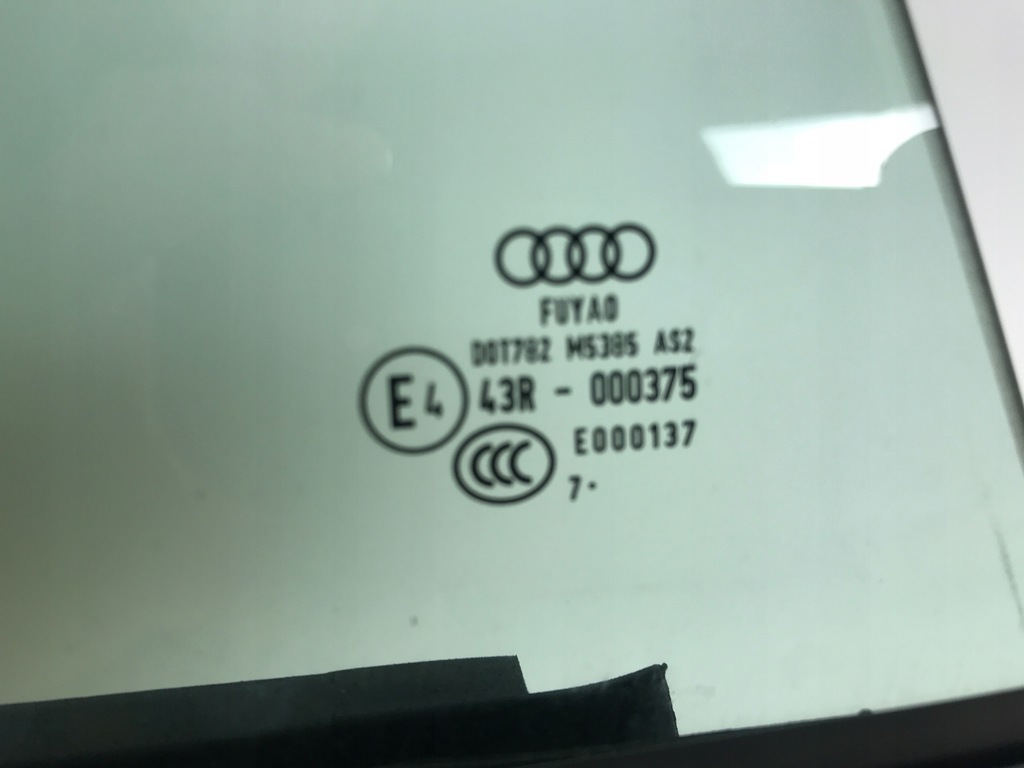 FUYAO
DOT782 M5385 AS2
E4 43R - 000375
CCC E000137
7·